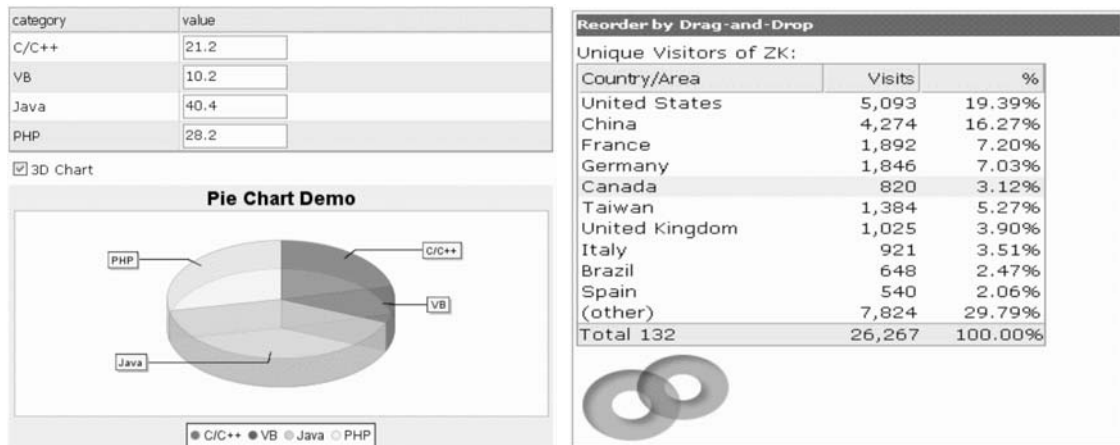 category value
C/C++ 21.2
VB 10.2
Java 40.4
PHP 28.2
3D Chart
Pie Chart Demo
C/C++
PHP
VB
Java
C/C++ VB Java PHP
Reorder by Drag-and-Drop
Unique Visitors of ZK:
Country/Area Visits %
United States 5,093 19.39%
China 4,274 16.27%
France 1,892 7.20%
Germany 1,846 7.03%
Canada 820 3.12%
Taiwan 1,384 5.27%
United Kingdom 1,025 3.90%
Italy 921 3.51%
Brazil 648 2.47%
Spain 540 2.06%
(other) 7,824 29.79%
Total 132 26,267 100.00%